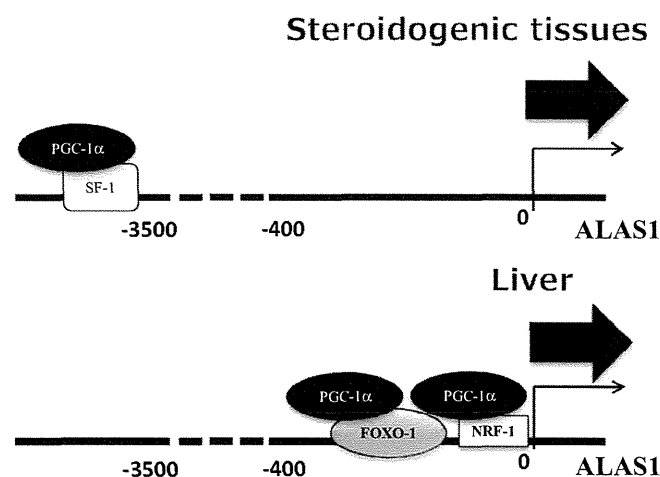 Steroidogenic tissues
PGC-1α
SF-1
0
-3500
-400
ALAS1
Liver
PGC-1α PGC-1α
FOXO-1 NRF-1
0
-3500
-400
ALAS1